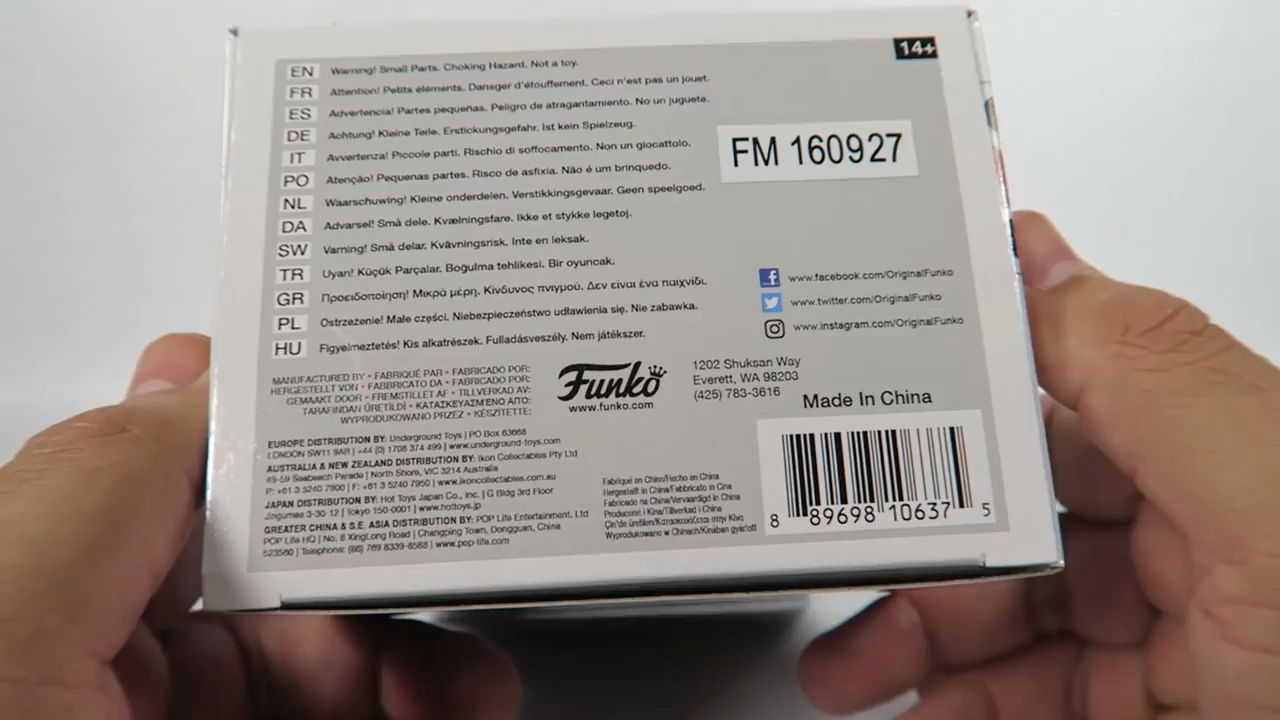 14+
EN Warning! Small Parts. Choking Hazard. Not a toy.
FR Attention! Petits éléments. Dansger d'étouffement. Ceci n'est pas un jouet.
ES Advertencia! Partes pequeñas. Peligro de atragantamiento. No un juguete.
DE Achtung! Kleine Teile. Erstickungsgefahr. Ist kein Spielzeug.
IT Avvertenza! Piccole parti. Rischio di soffocamento. Non un giocattolo.
PO Atenção! Pequenas partes. Risco de asfixia. Não é um brinquedo.
NL Waarschuwing! Kleine onderdelen. Verstikkingsgevaar. Geen speelgoed.
DA Advarsel! Små dele. Kvælningsfare. Ikke et stykke legetoj.
SW Varning! Små delar. Kvävningsrisk. Inte en leksak.
TR Uyarı! Küçük Parçalar. Boğulma tehlikesi. Bir oyuncak.
GR Προειδοποίηση! Μικρά μέρη. Κίνδυνος πνιγμού. Δεν είναι ένα παιχνίδι.
PL Ostrzeżenie! Małe części. Niebezpieczeństwo udławienia się. Nie zabawka.
HU Figyelmeztetés! Kis alkatrészek. Fulladásveszély. Nem játékszer.
FM 160927
www.facebook.com/OriginalFunko
www.twitter.com/OriginalFunko
www.instagram.com/OriginalFunko
MANUFACTURED BY • FABRIQUÉ PAR • FABRICADO POR:
HERGESTELLT VON • FABBRICATO DA • FABRICADO POR:
GEMAAKT DOOR • FREMSTILLET AF • TILLVERKAD AV:
TARAFINDAN ÜRETİLDİ • ΚΑΤΑΣΚΕΥΑΣΜΕΝΟ ΑΠΟ:
WYPRODUKOWANO PRZEZ • KÉSZÍTETTE:
Funko
www.funko.com
1202 Shuksan Way
Everett, WA 98203
(425) 783-3616
Made In China
EUROPE DISTRIBUTION BY: Underground Toys | PO Box 63668
LONDON SW11 9AR | +44 (0) 1708 374 499 | www.underground-toys.com
AUSTRALIA & NEW ZEALAND DISTRIBUTION BY: Ikon Collectables Pty Ltd
49-59 Seabeach Parade | North Shore, VIC 3214 Australia
P: +61 3 5240 7900 | F: +61 3 5240 7950 | www.ikoncollectables.com.au
JAPAN DISTRIBUTION BY: Hot Toys Japan Co., Inc. | G Bldg 3rd Floor
Jingumae 3-30-12 | Tokyo 150-0001 | www.hottoys.jp
GREATER CHINA & S.E. ASIA DISTRIBUTION BY: POP Life Entertainment. Ltd
POP Life HQ | No. 8 XingLong Road | Changping Town, Dongguan, China
523560 | Telephone: (86) 769 8339-8588 | www.pop-life.com
Fabriqué en China/Hecho en China
Hergestellt in China/Fabbricato in Cina
Fabricado na China/Vervaardigd in China
Produceret i Kina/Tillverkad i China
Çin'de üretilen/Κατασκευάζεται στην Κίνα
Wyprodukowano w Chinach/Kínában gyártott
8 89698 10637 5